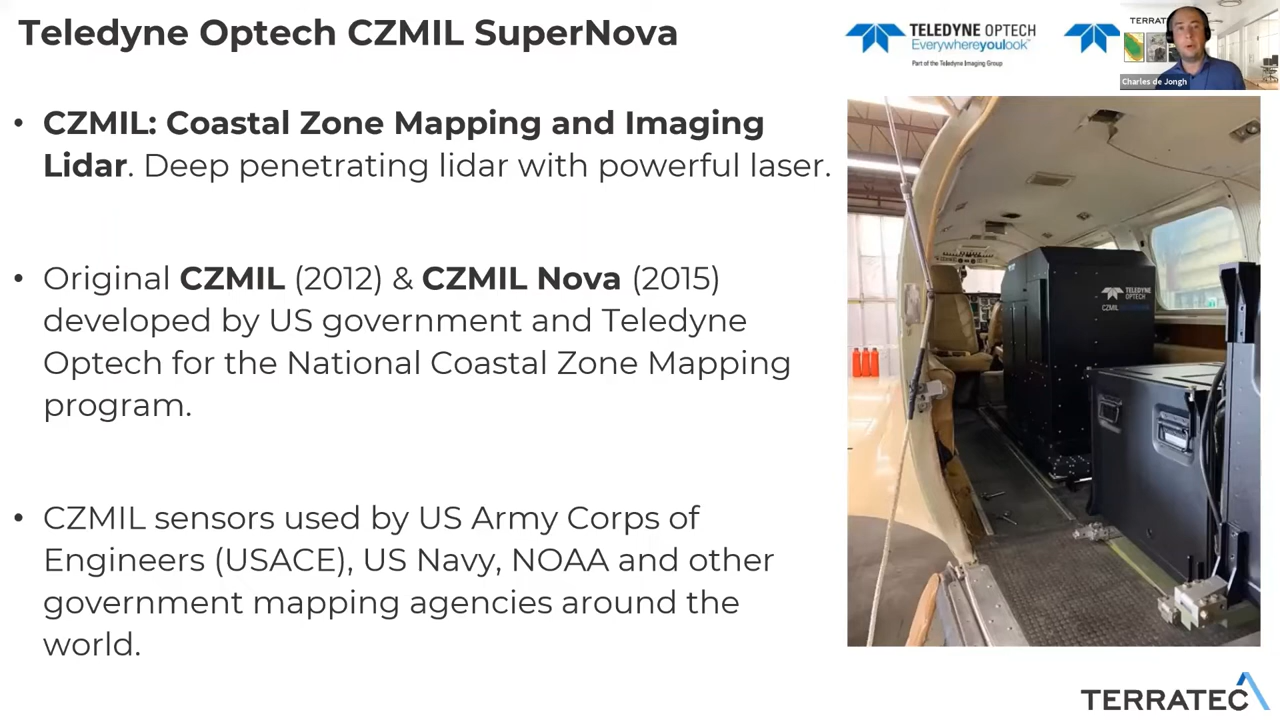 Teledyne Optech CZMIL SuperNova
TELEDYNE OPTECH
Everywhereyoulook™
Part of the Teledyne Imaging Group
Charles de Jongh
• CZMIL: Coastal Zone Mapping and Imaging
Lidar. Deep penetrating lidar with powerful laser.
• Original CZMIL (2012) & CZMIL Nova (2015)
developed by US government and Teledyne
Optech for the National Coastal Zone Mapping
program.
• CZMIL sensors used by US Army Corps of
Engineers (USACE), US Navy, NOAA and other
government mapping agencies around the
world.
TELEDYNE
OPTECH
CZMIL
TERRATEC